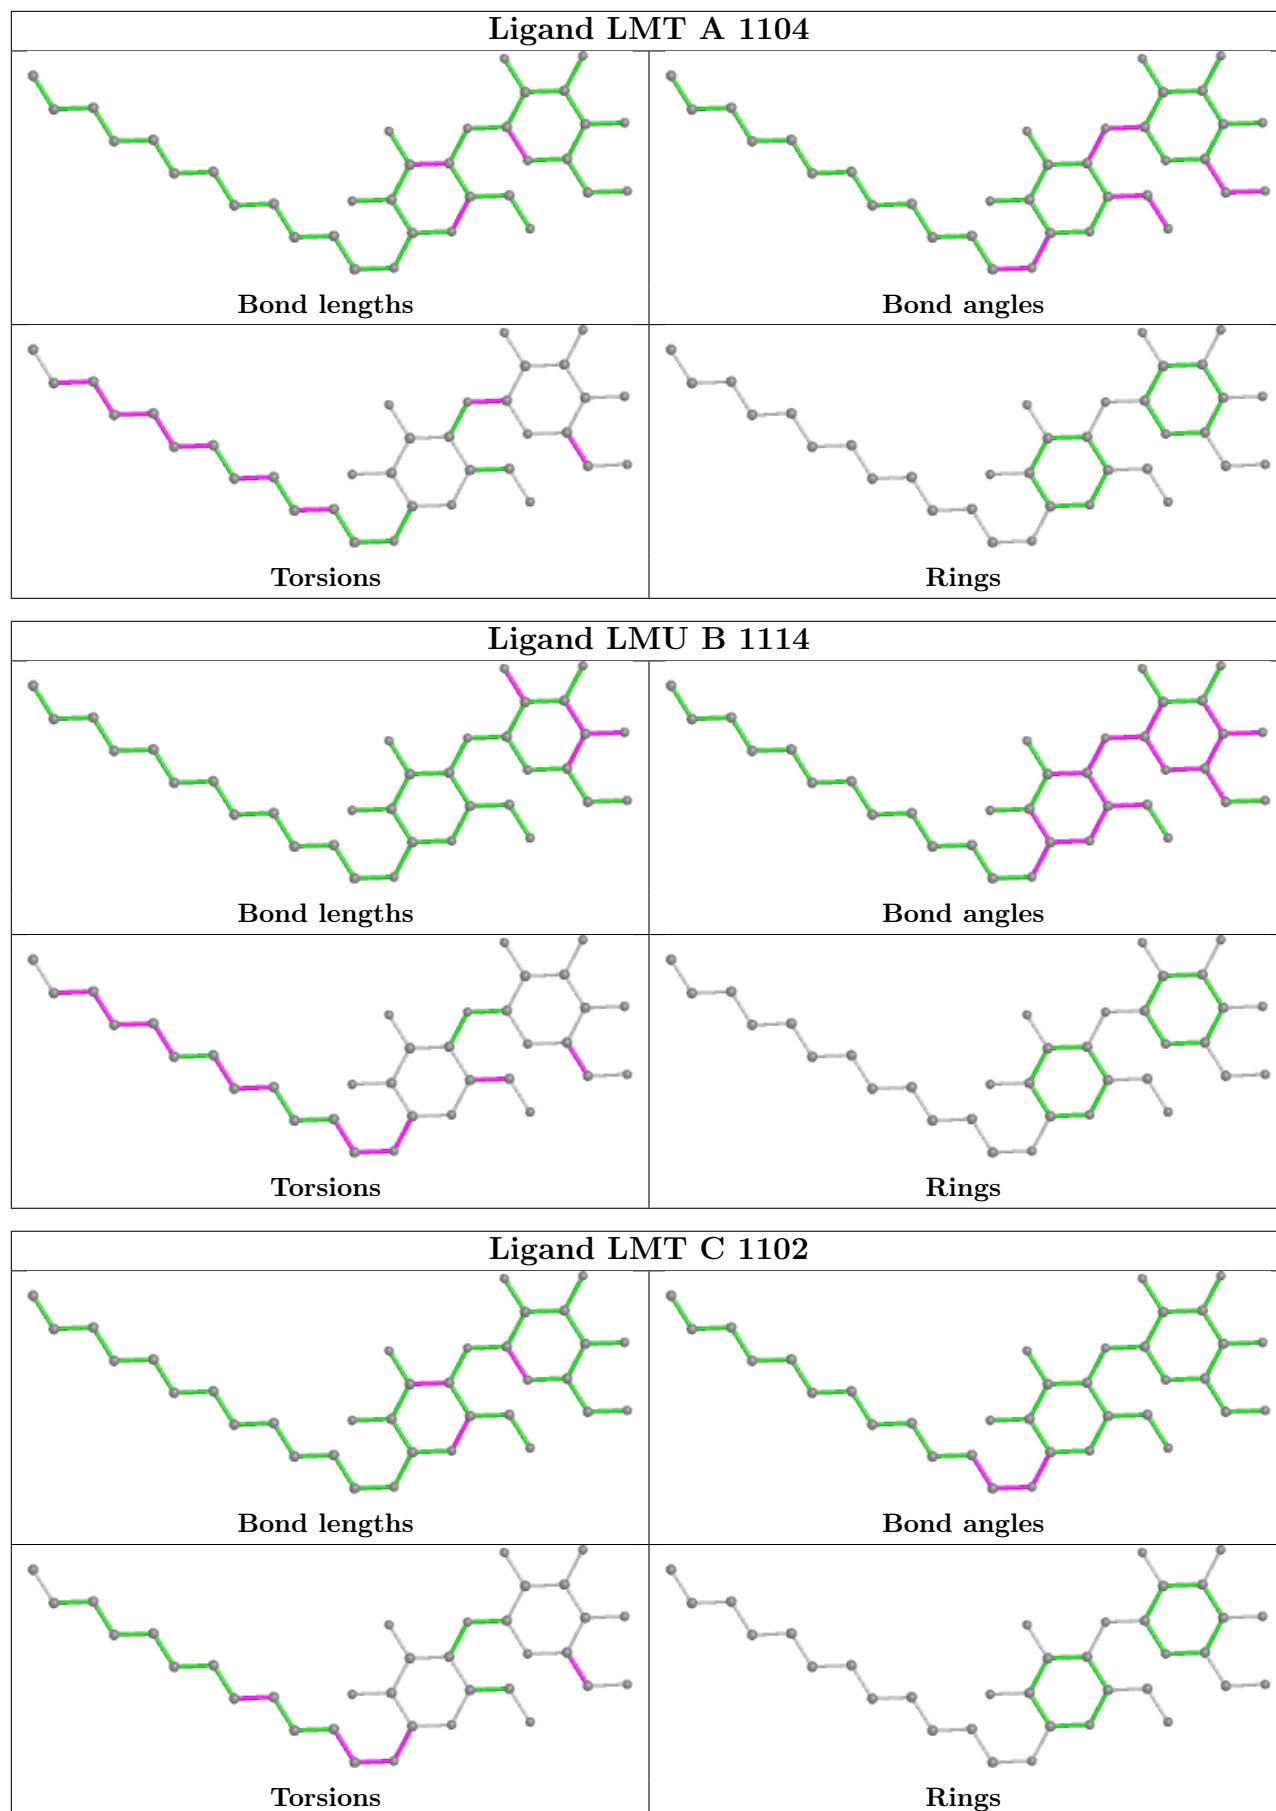 Ligand LMT A 1104
Bond lengths
Bond angles
Torsions
Rings
Ligand LMU B 1114
Bond lengths
Bond angles
Torsions
Rings
Ligand LMT C 1102
Bond lengths
Bond angles
Torsions
Rings